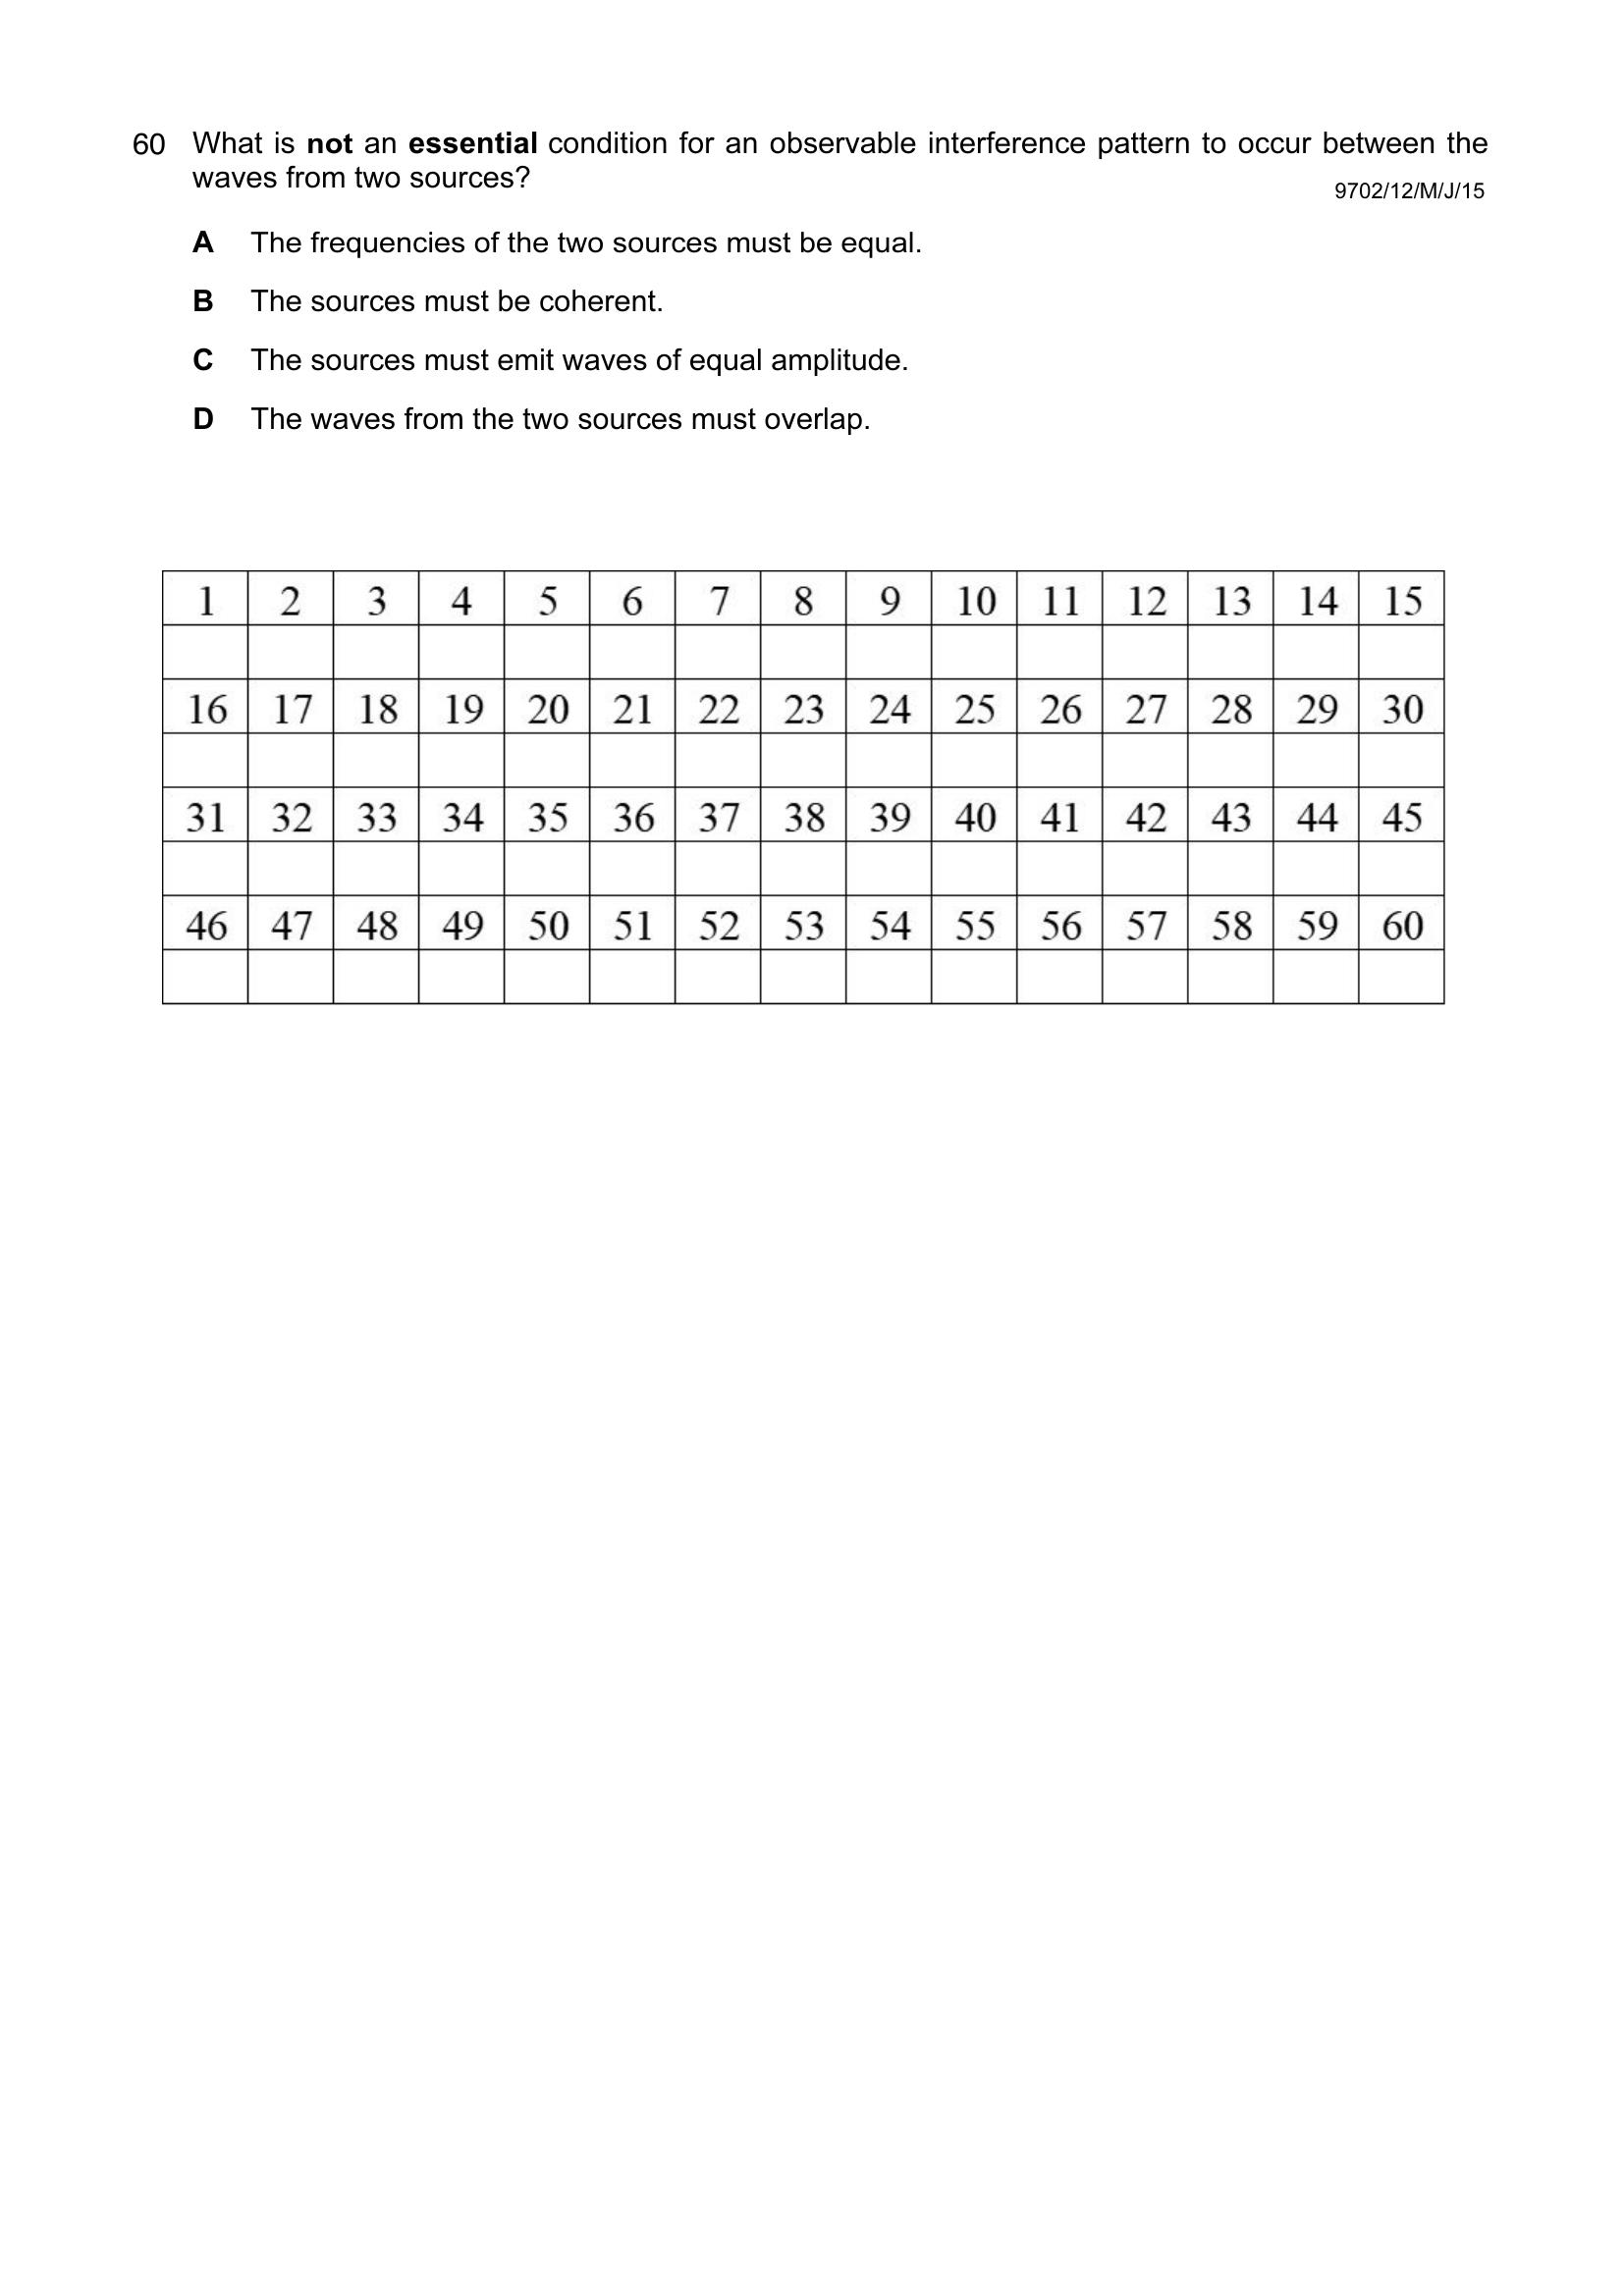 60 What is not an essential condition for an observable interference pattern to occur between the
waves from two sources?
9702/12/M/J/15
A The frequencies of the two sources must be equal.
B The sources must be coherent.
C The sources must emit waves of equal amplitude.
D The waves from the two sources must overlap.
1 2 3 4 5 6 7 8 9 10 11 12 13 14 15
16 17 18 19 20 21 22 23 24 25 26 27 28 29 30
31 32 33 34 35 36 37 38 39 40 41 42 43 44 45
46 47 48 49 50 51 52 53 54 55 56 57 58 59 60